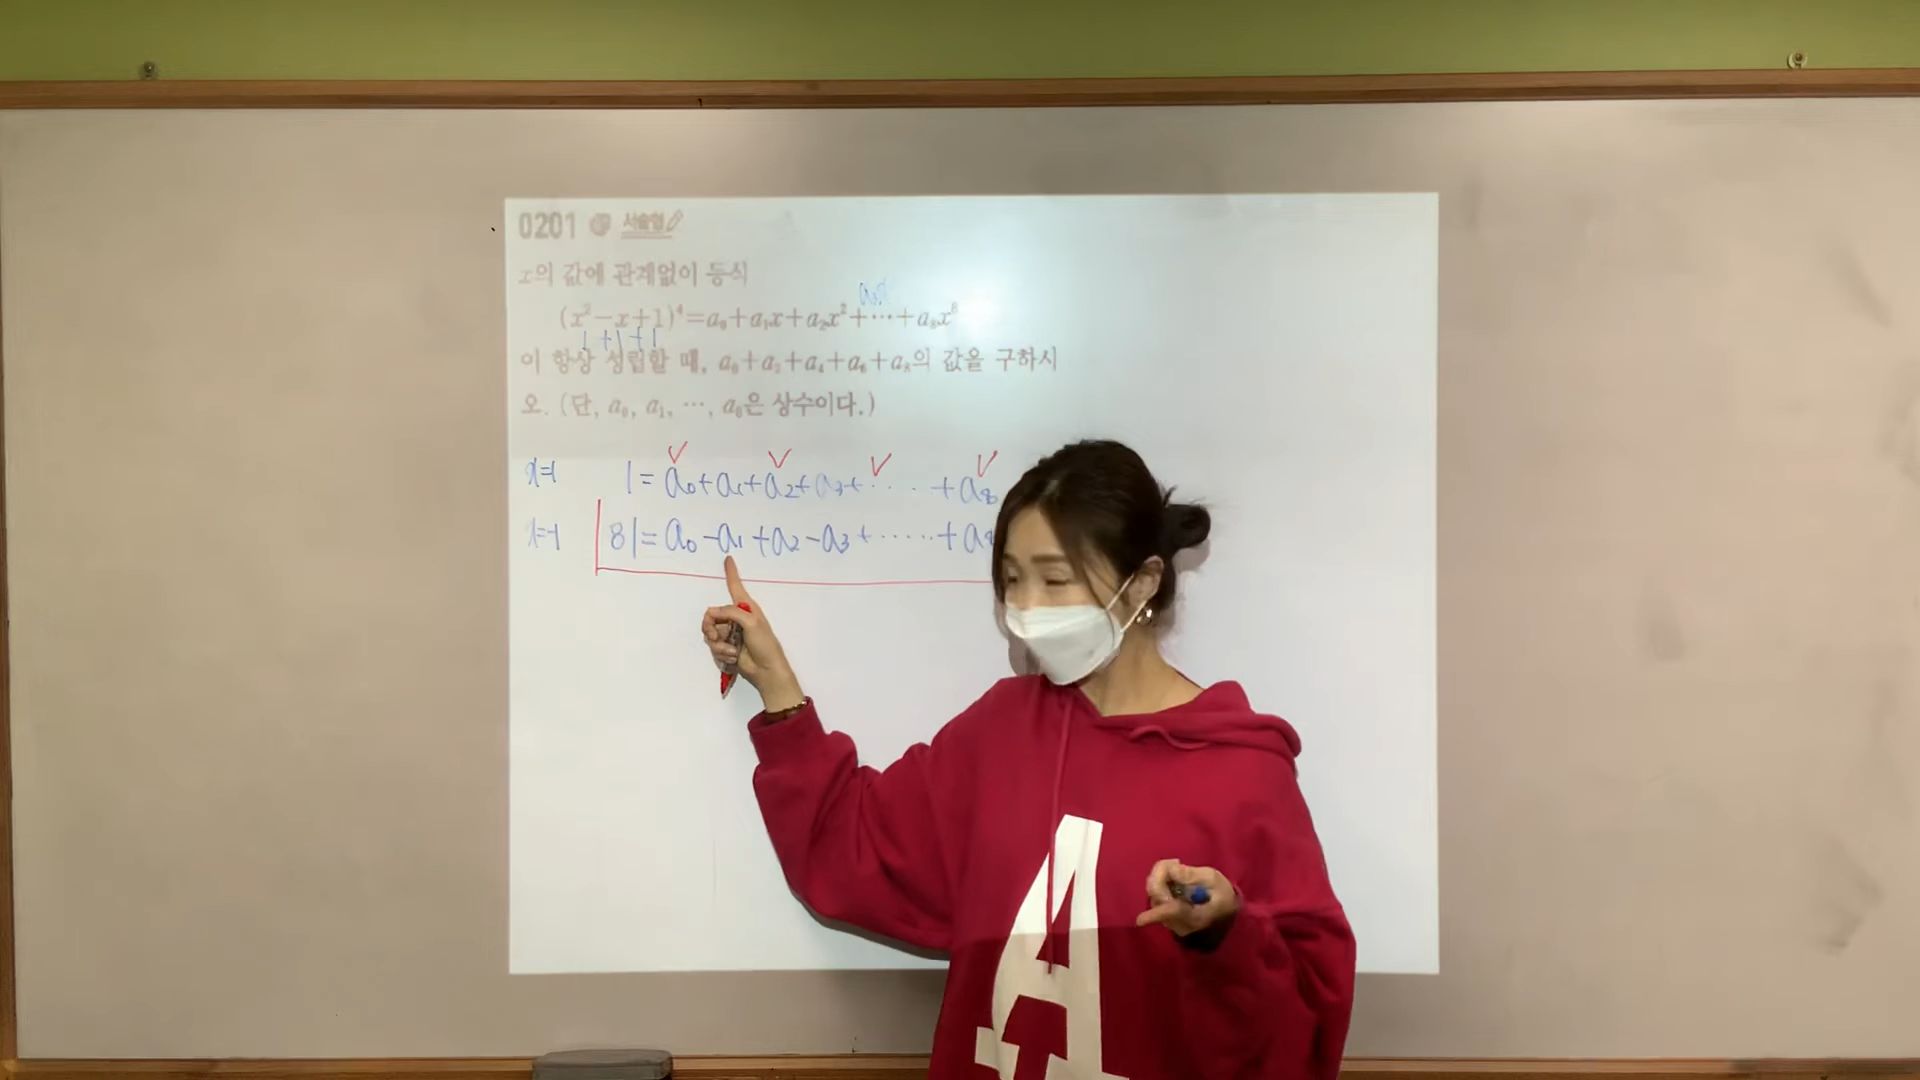 0201 서술형
x의 값에 관계없이 등식
(x²-x+1)⁴=a₀+a₁x+a₂x²+⋯+a₈x⁸
1+1+1
이 항상 성립할 때, a₀+a₂+a₄+a₆+a₈의 값을 구하시
오. (단, a₀, a₁, ⋯, a₈은 상수이다.)
x=1 1=a₀+a₁+a₂+a₃+⋯⋯+a₈
x=-1 81=a₀-a₁+a₂-a₃+⋯⋯+a₈
A